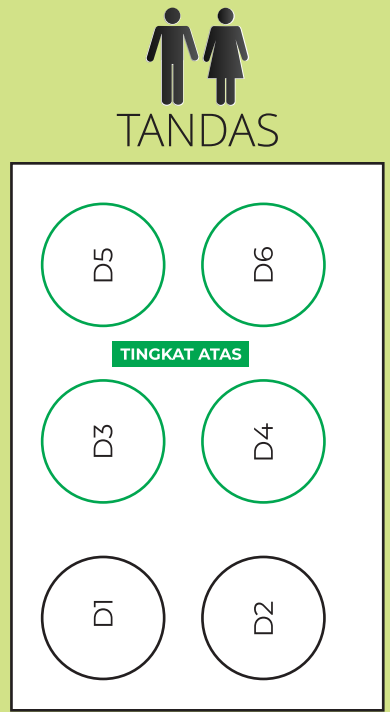 TANDAS
D5
D6
TINGKAT ATAS
D3
D4
D1
D2